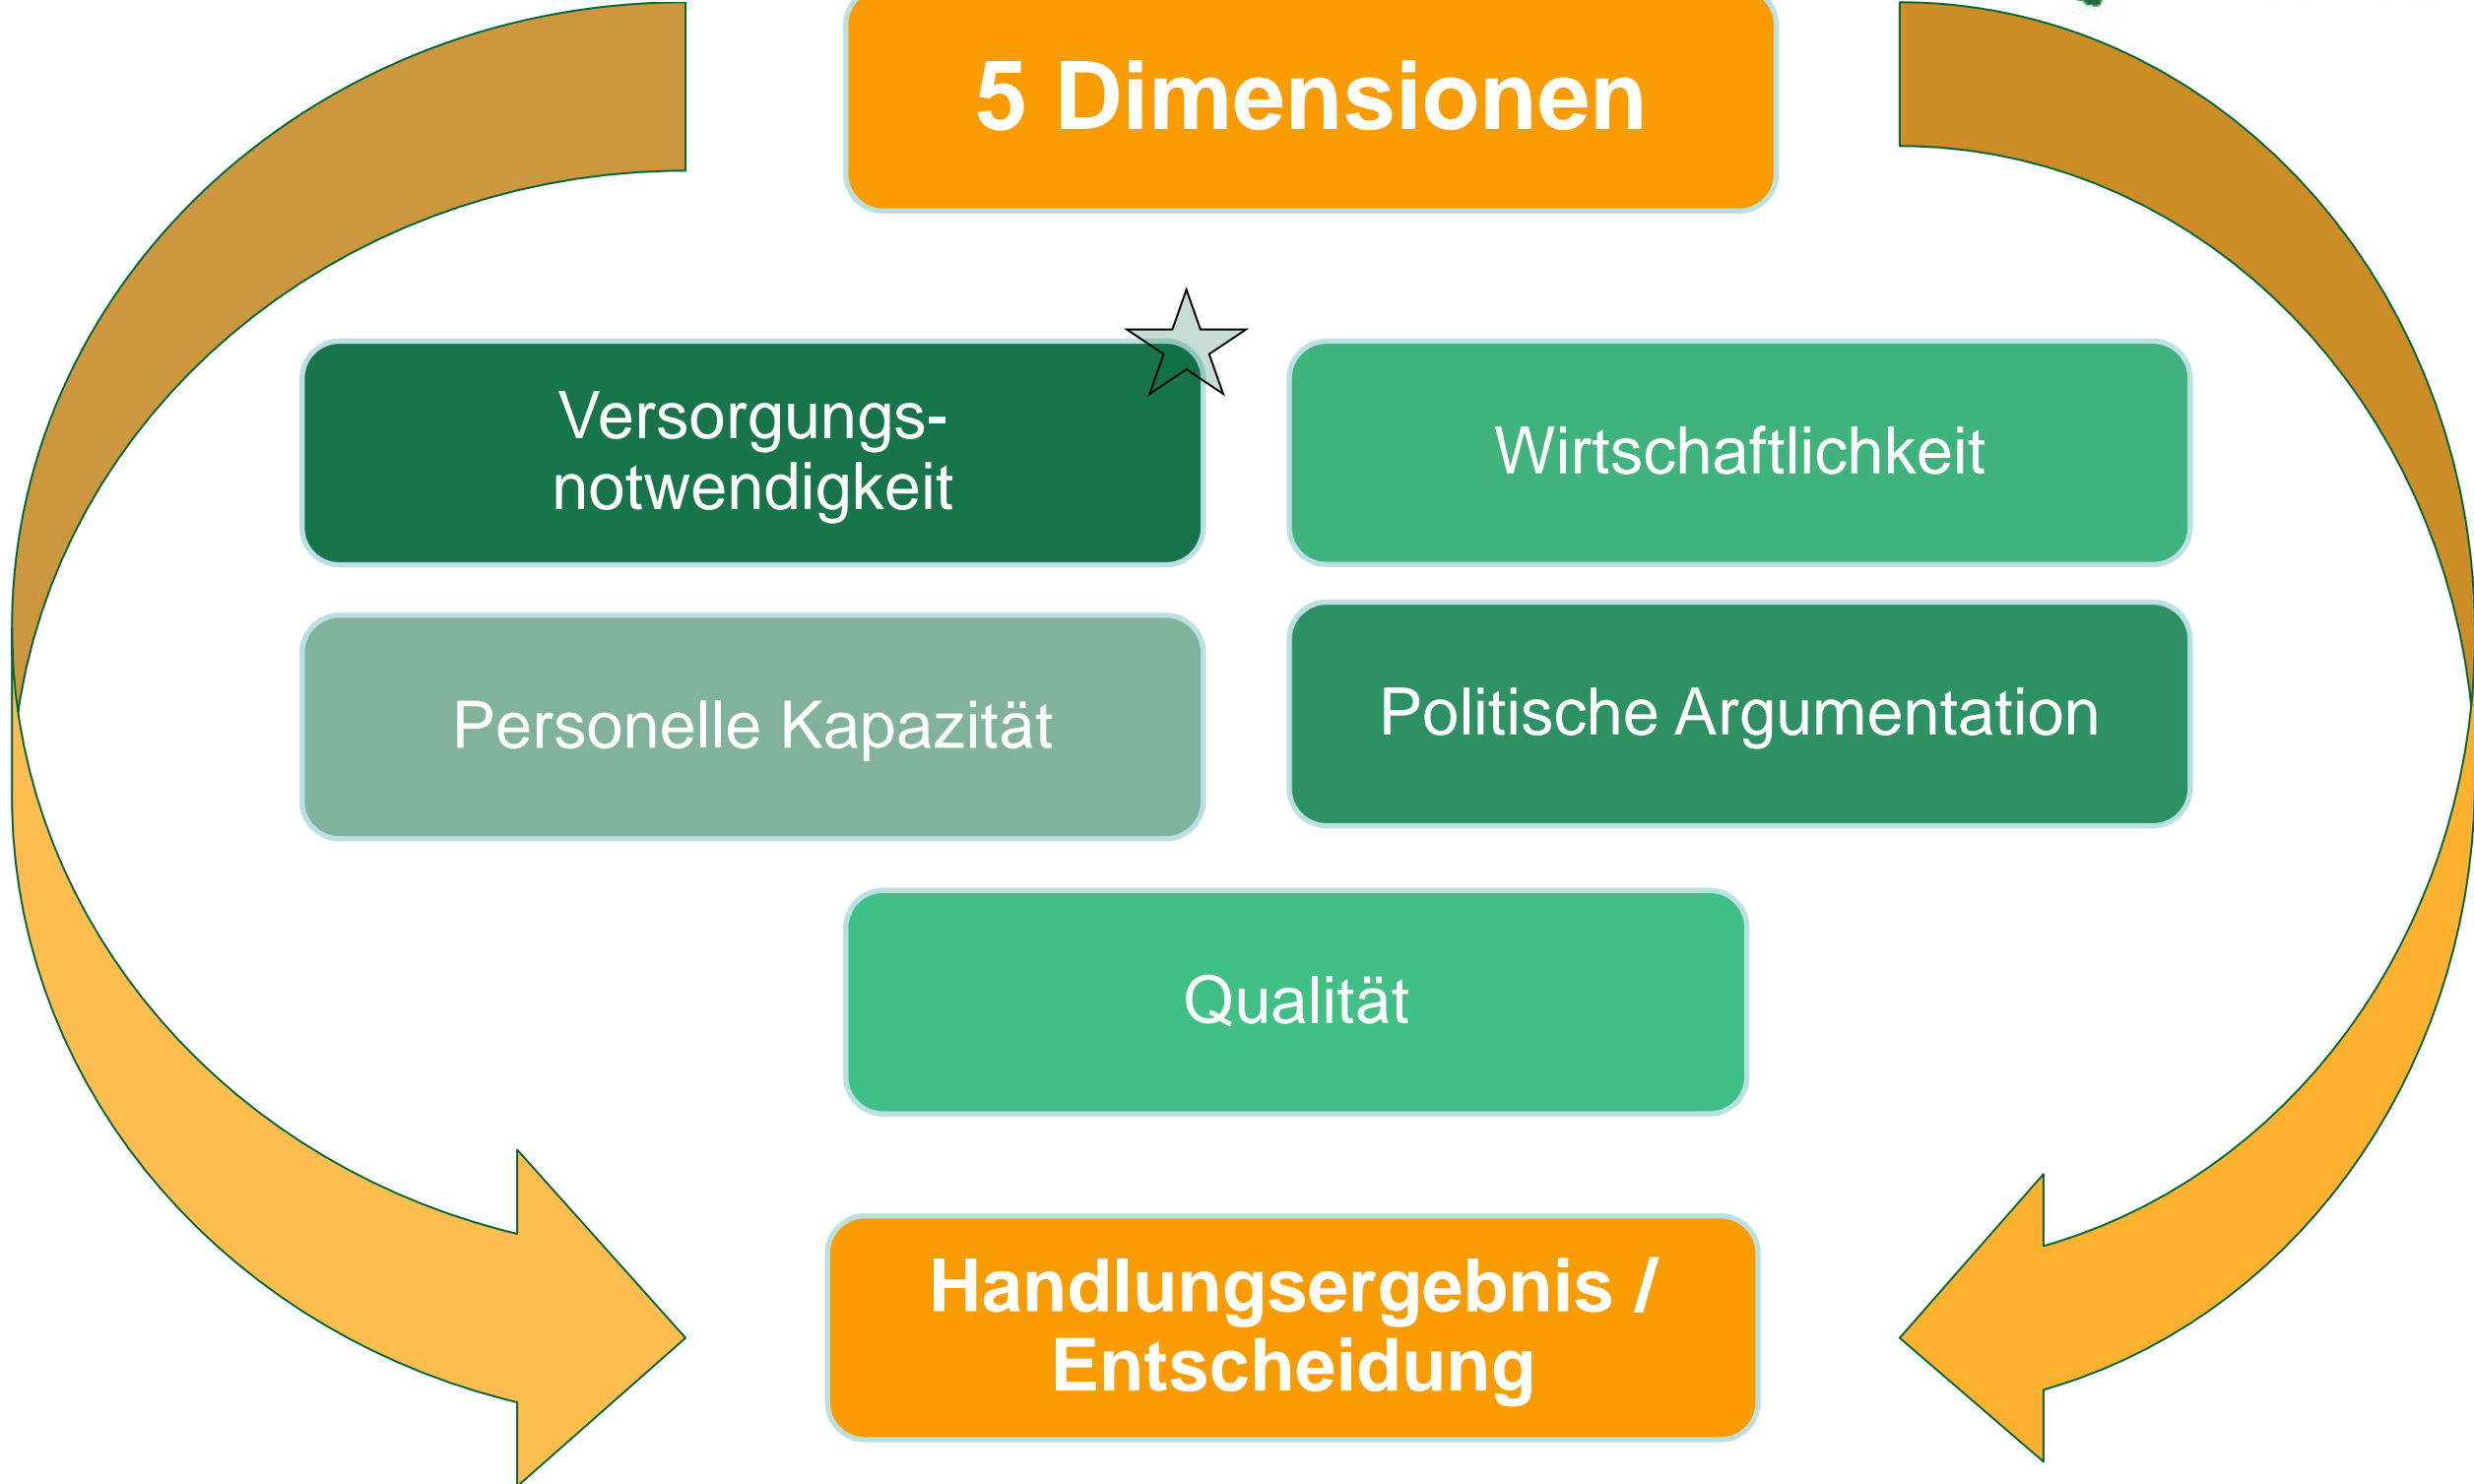 5 Dimensionen
Versorgungs-
notwendigkeit
Wirtschaftlichkeit
Personelle Kapazität
Politische Argumentation
Qualität
Handlungsergebnis /
Entscheidung